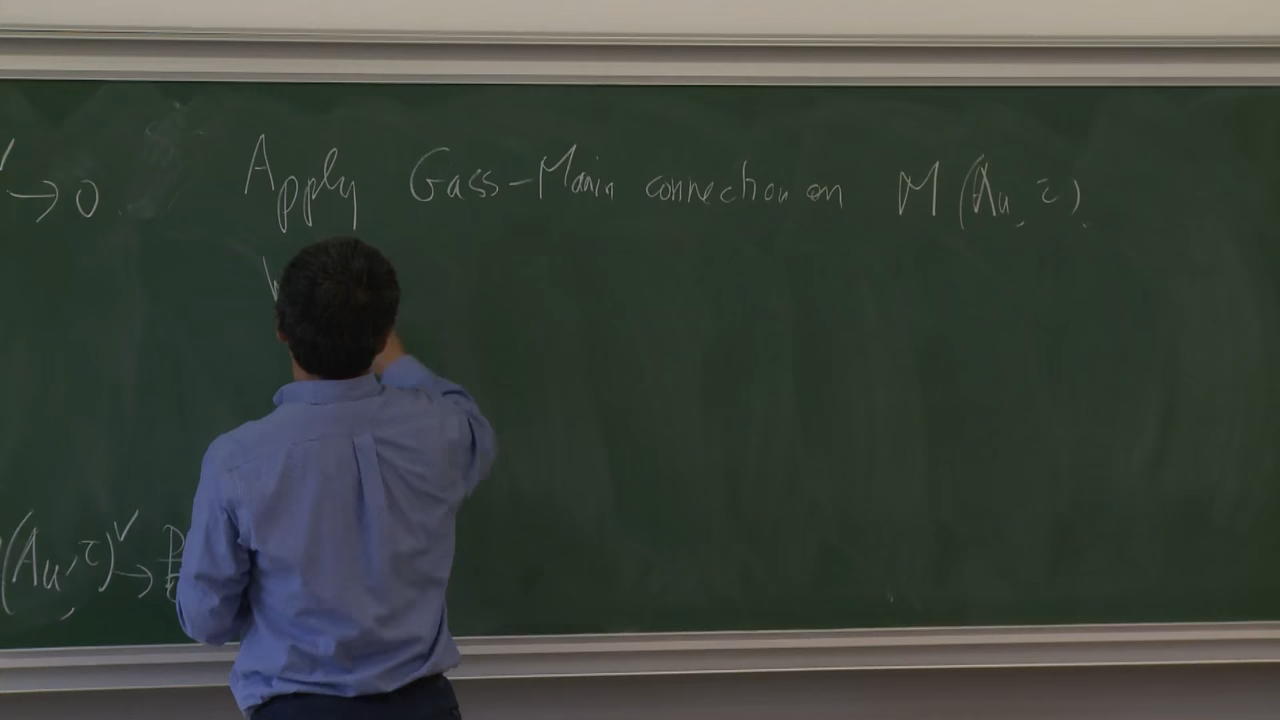 → 0
Apply Gass-Manin connection on M(Au, τ).
(Au, τ)^∨ →